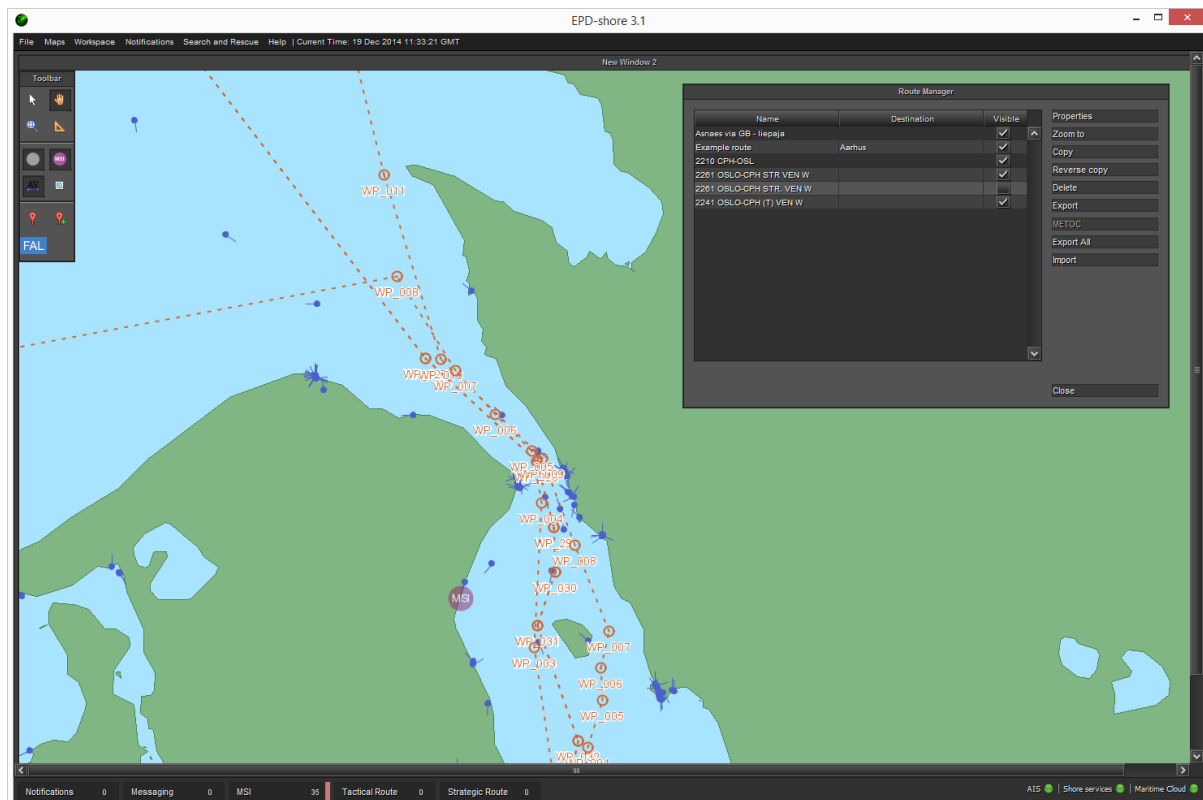 EPD-shore 3.1
File Maps Workspace Notifications Search and Rescue Help | Current Time: 19 Dec 2014 11:33:21 GMT
New Window 2
Toolbar
MSI
AV
FAL
Route Manager
Name Destination Visible
Asnaes via GB - liepaja
Example route Aarhus
2210 CPH-OSL
2261 OSLO-CPH STR VEN W
2261 OSLO-CPH STR. VEN W
2241 OSLO-CPH (T) VEN W
Properties
Zoom to
Copy
Reverse copy
Delete
Export
METOC
Export All
Import
Close
WP_011
WP_008
WP_007
WP_006
WP_005
WP_004
WP_29
WP_008
WP_030
MSI
WP_031
WP_003
WP_007
WP_006
WP_005
WP_032
Notifications 0 Messaging 0 MSI 35 Tactical Route 0 Strategic Route 0
AIS | Shore services | Maritime Cloud